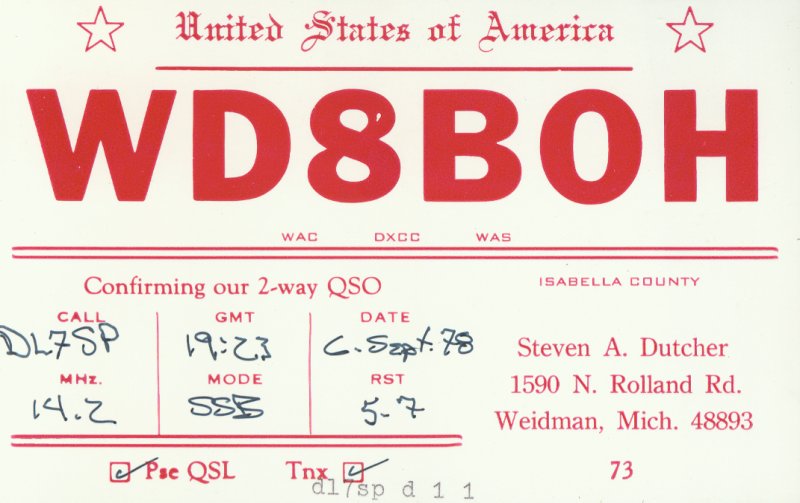 United States of America
WD8BOH
WAC DXCC WAS
Confirming our 2-way QSO
ISABELLA COUNTY
CALL GMT DATE
DL7SP 19:23 6. Sept. 78
MHz. MODE RST
14.2 SSB 5-7
Steven A. Dutcher
1590 N. Rolland Rd.
Weidman, Mich. 48893
Pse QSL Tnx
73
dl7sp d 1 1